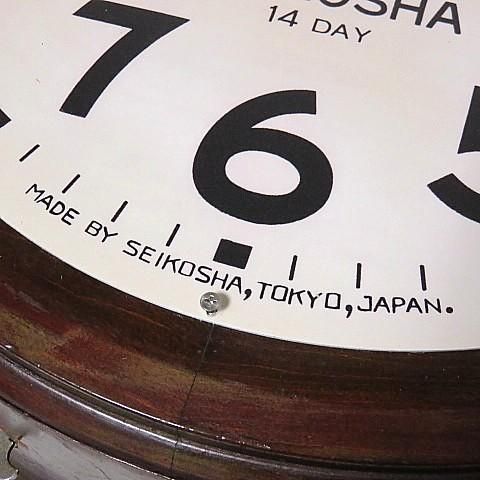 OSHA
14 DAY
7 6 5
MADE BY SEIKOSHA, TOKYO, JAPAN.